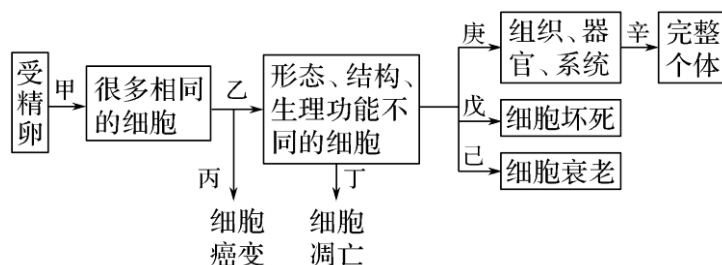 受精卵
甲
很多相同
的细胞
乙
丙
细胞
癌变
形态、结构、
生理功能不
同的细胞
丁
细胞
凋亡
庚
组织、器
官、系统
辛
完整
个体
戊
细胞坏死
己
细胞衰老